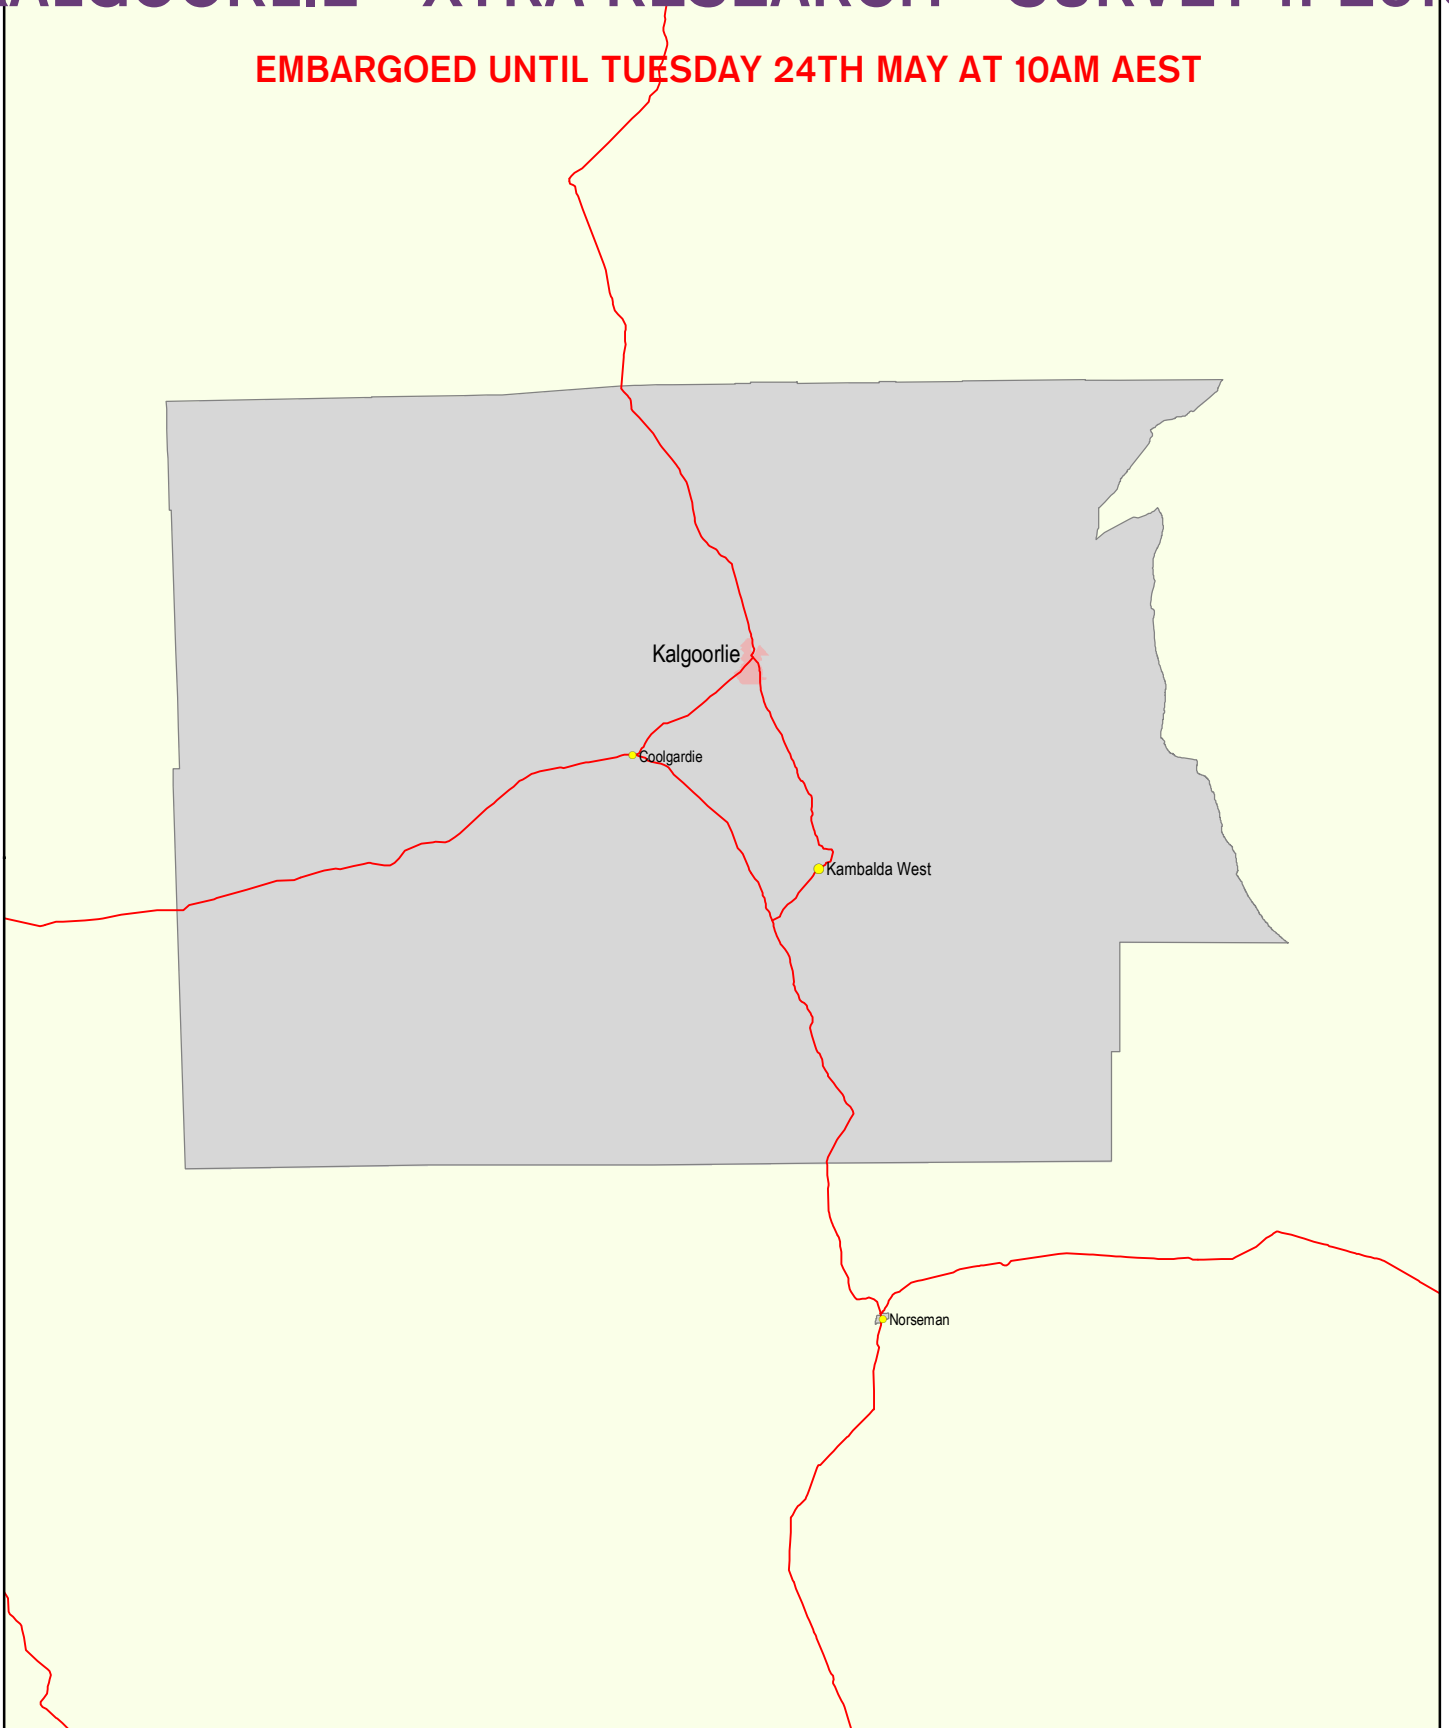 EMBARGOED UNTIL TUESDAY 24TH MAY AT 10AM AEST
Kalgoorlie
Coolgardie
Kambalda West
Norseman